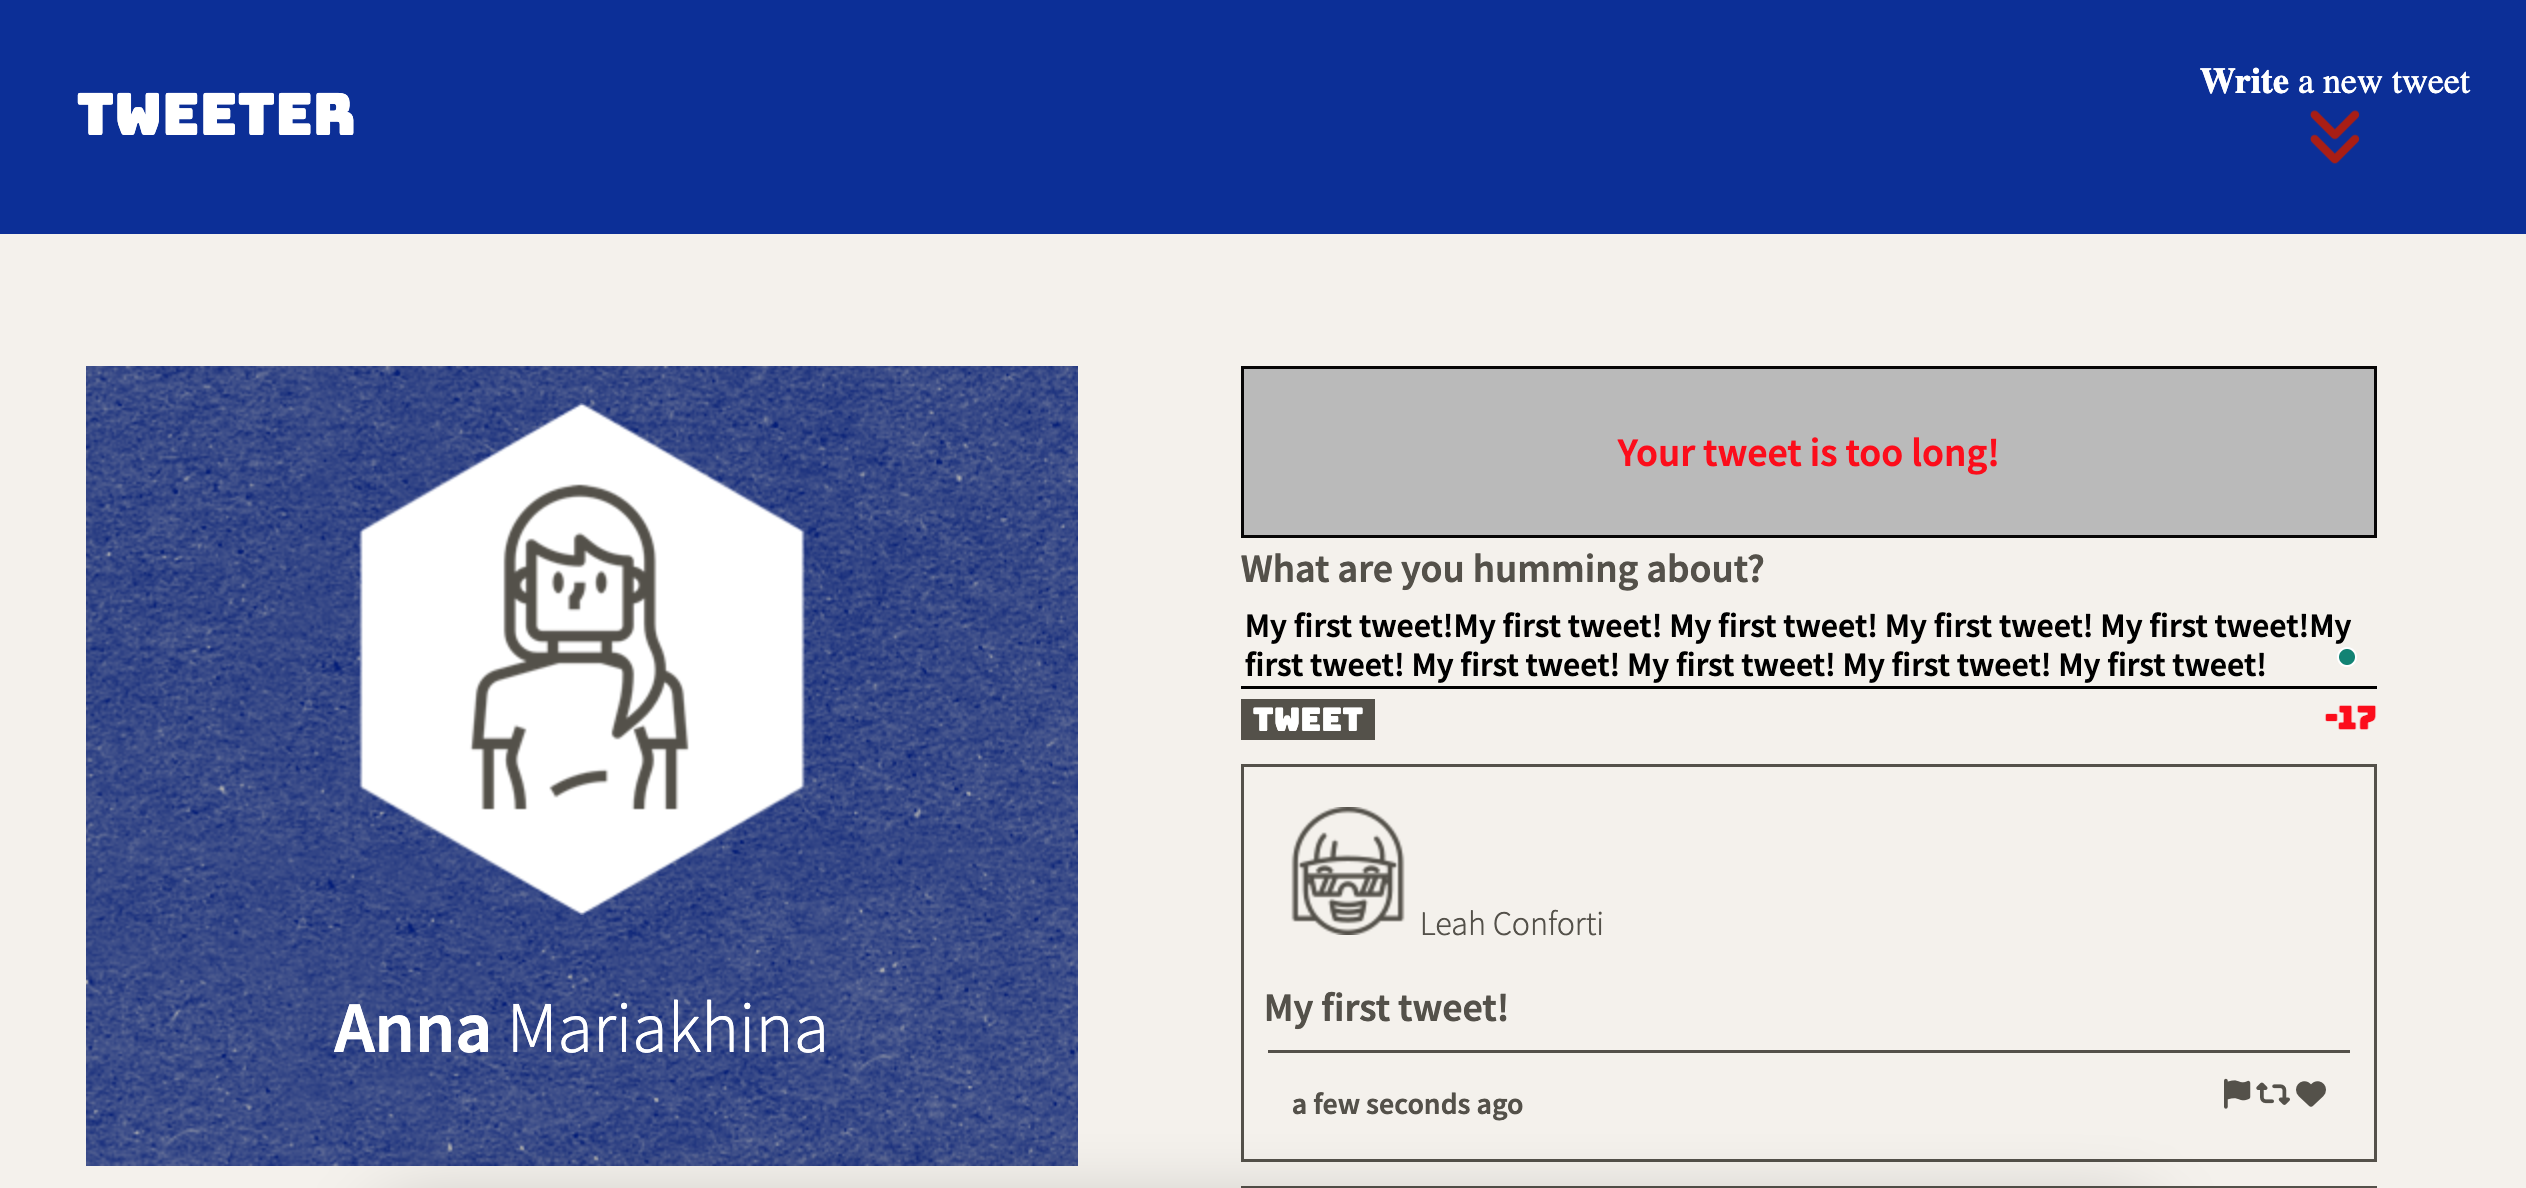 TWEETER
Write a new tweet
Anna Mariakhina
Your tweet is too long!
What are you humming about?
My first tweet!My first tweet! My first tweet! My first tweet! My first tweet!My
first tweet! My first tweet! My first tweet! My first tweet! My first tweet!
TWEET
-17
Leah Conforti
My first tweet!
a few seconds ago